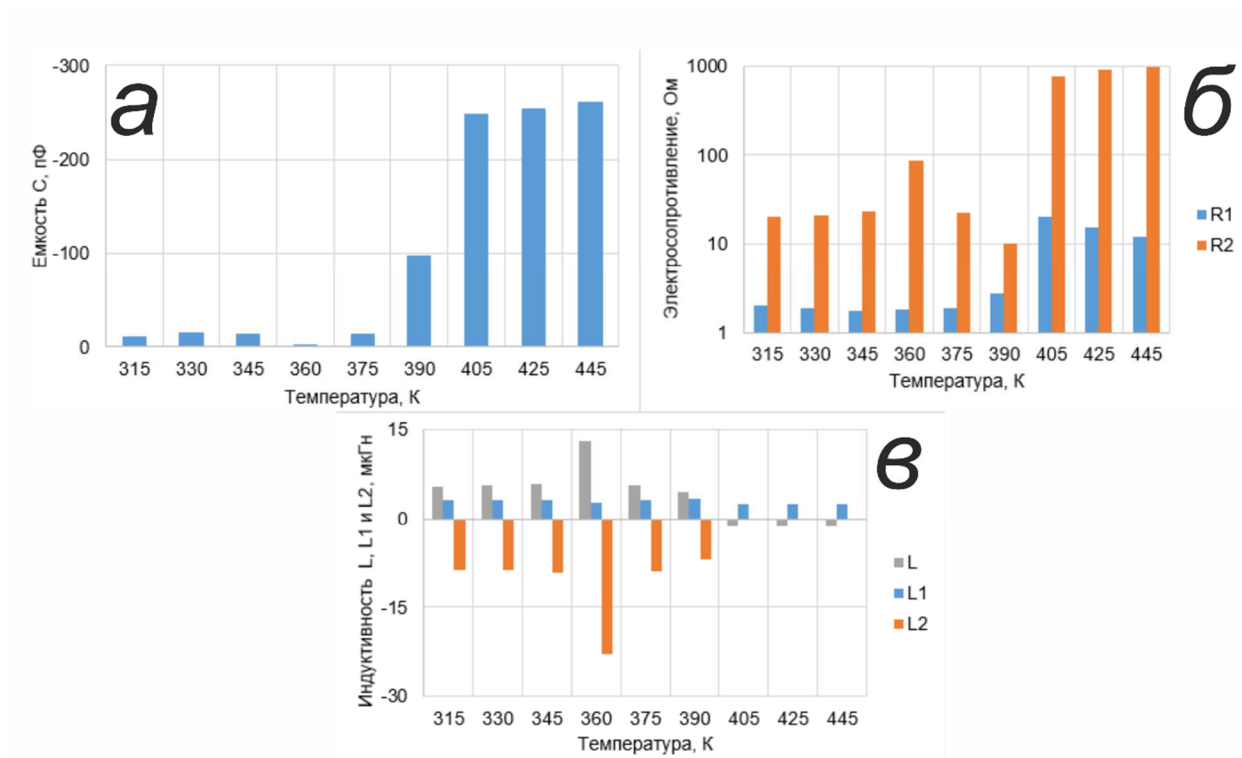 а
Емкость С, пФ
-300
-200
-100
0
315 330 345 360 375 390 405 425 445
Температура, К
б
Электросопротивление, Ом
1000
100
10
1
315 330 345 360 375 390 405 425 445
Температура, К
R1
R2
в
Индуктивность L, L1 и L2, мкГн
15
0
-15
-30
315 330 345 360 375 390 405 425 445
Температура, К
L
L1
L2